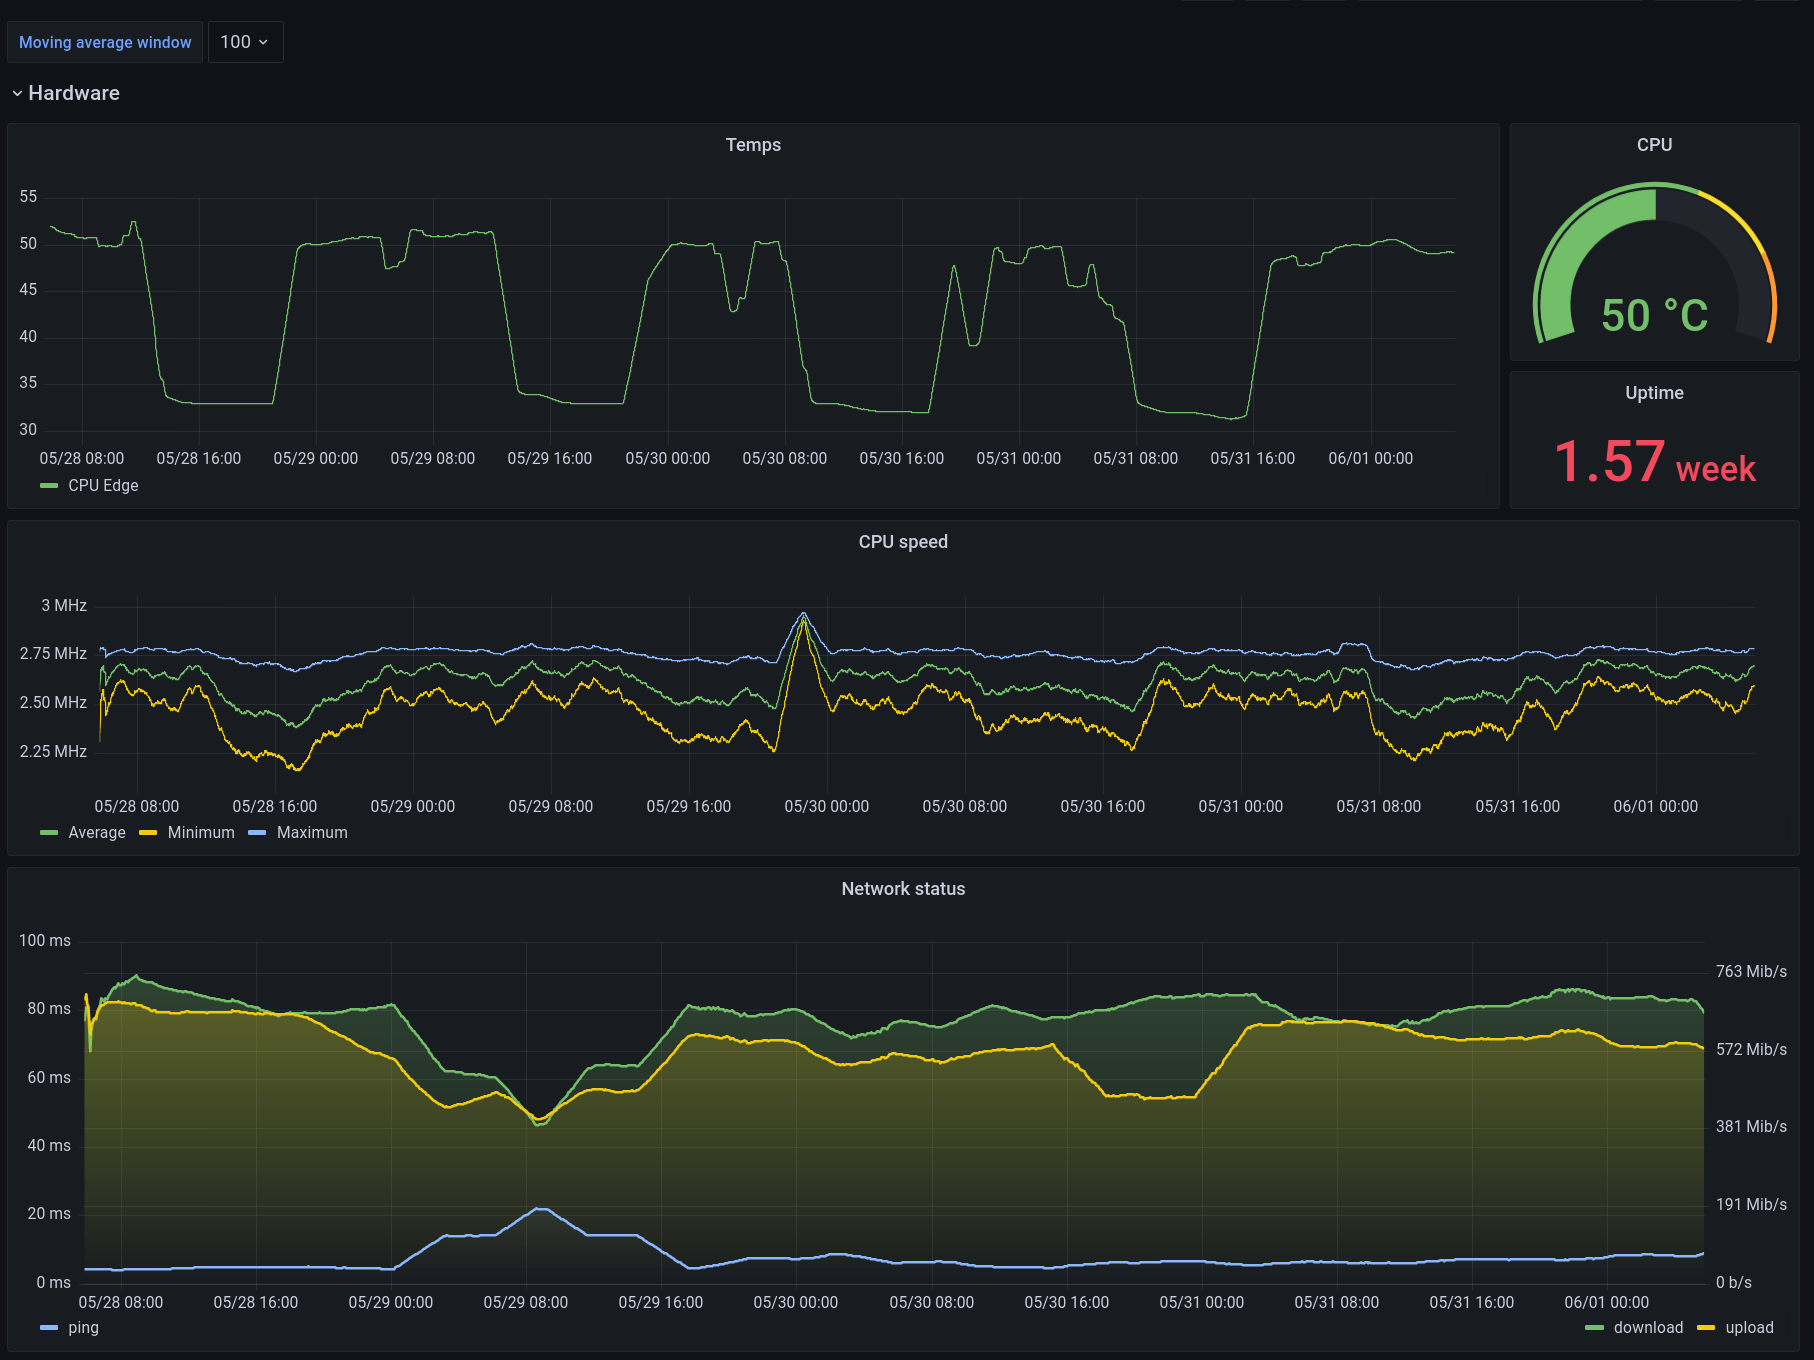 Moving average window 100
Hardware
Temps
55
50
45
40
35
30
05/28 08:00 05/28 16:00 05/29 00:00 05/29 08:00 05/29 16:00 05/30 00:00 05/30 08:00 05/30 16:00 05/31 00:00 05/31 08:00 05/31 16:00 06/01 00:00
CPU Edge
CPU
50 °C
Uptime
1.57 week
CPU speed
3 MHz
2.75 MHz
2.50 MHz
2.25 MHz
05/28 08:00 05/28 16:00 05/29 00:00 05/29 08:00 05/29 16:00 05/30 00:00 05/30 08:00 05/30 16:00 05/31 00:00 05/31 08:00 05/31 16:00 06/01 00:00
Average Minimum Maximum
Network status
100 ms
80 ms
60 ms
40 ms
20 ms
0 ms
763 Mib/s
572 Mib/s
381 Mib/s
191 Mib/s
0 b/s
05/28 08:00 05/28 16:00 05/29 00:00 05/29 08:00 05/29 16:00 05/30 00:00 05/30 08:00 05/30 16:00 05/31 00:00 05/31 08:00 05/31 16:00 06/01 00:00
ping
download upload